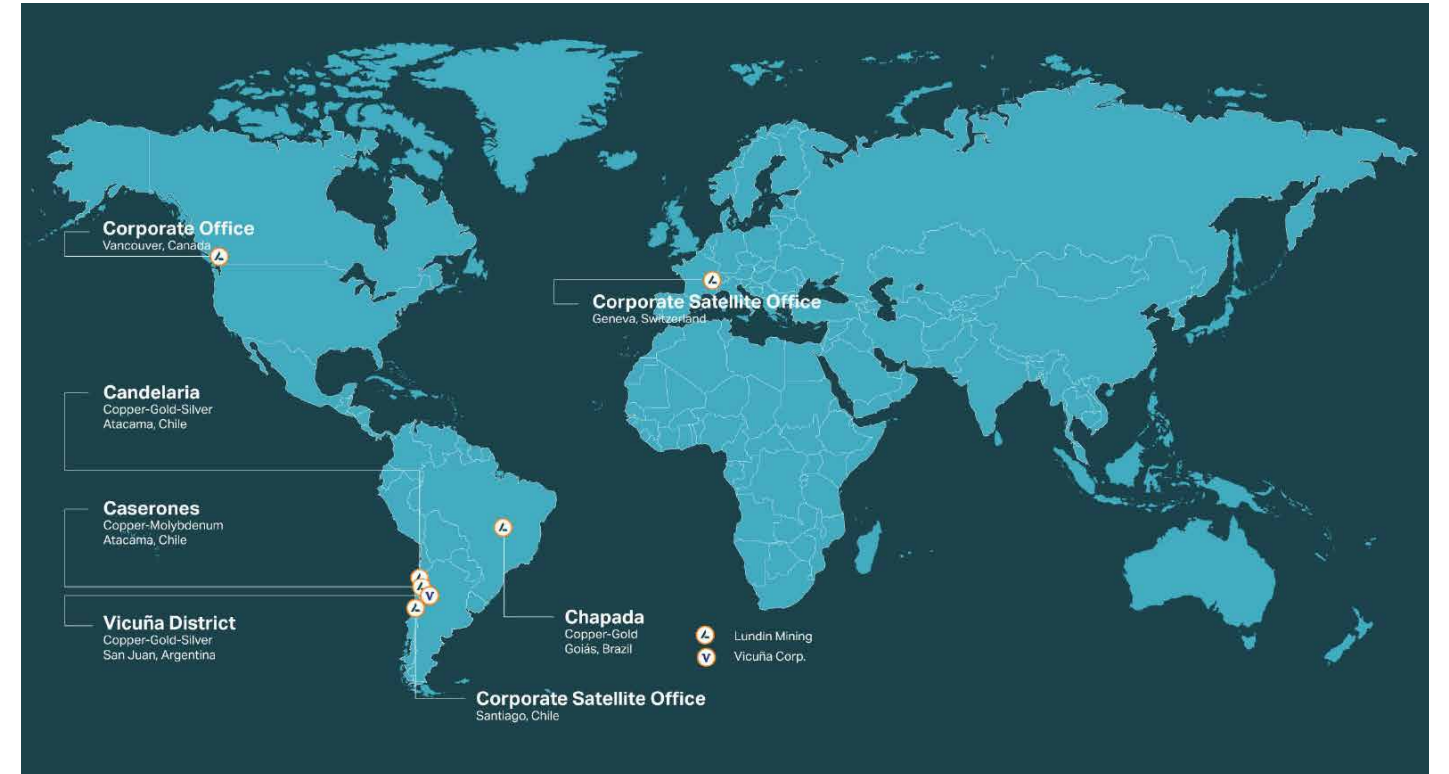 Corporate Office
Vancouver, Canada
Corporate Satellite Office
Geneva, Switzerland
Candelaria
Copper-Gold-Silver
Atacama, Chile
Caserones
Copper-Molybdenum
Atacama, Chile
Vicuña District
Copper-Gold-Silver
San Juan, Argentina
Chapada
Copper-Gold
Goiás, Brazil
Lundin Mining
V Vicuña Corp.
V
Corporate Satellite Office
Santiago, Chile